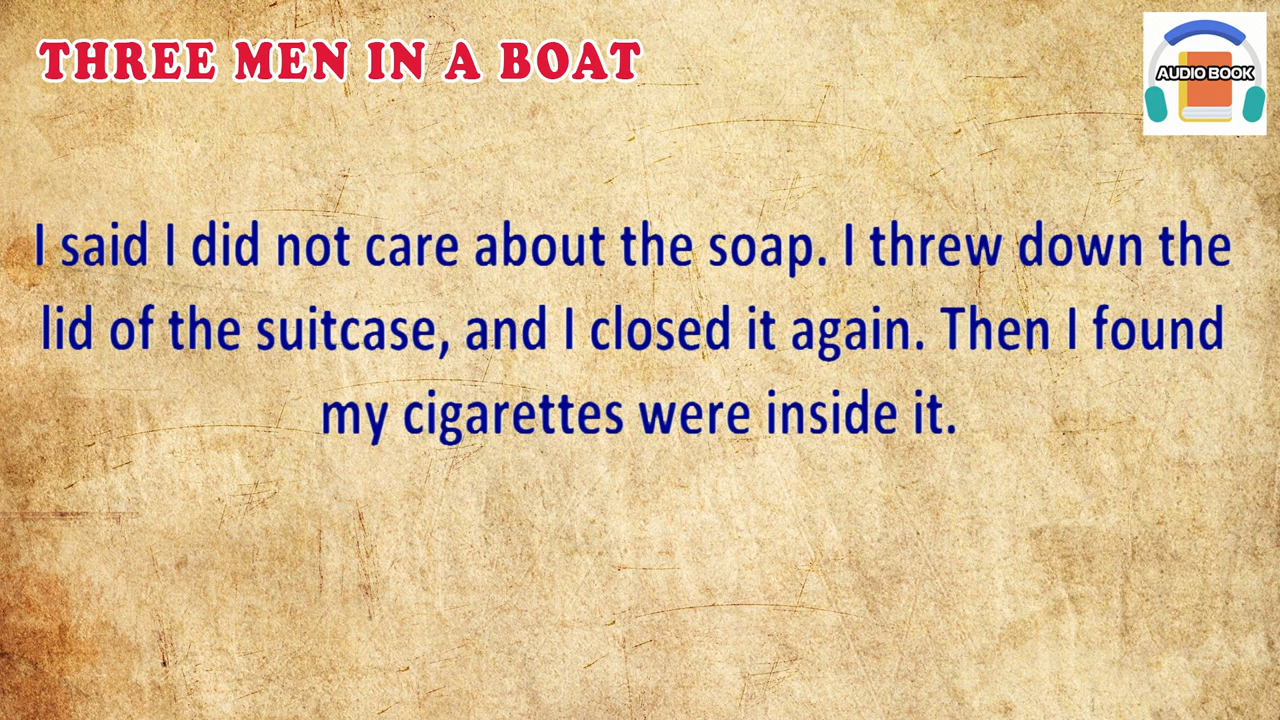 THREE MEN IN A BOAT
AUDIO BOOK
I said I did not care about the soap. I threw down the
lid of the suitcase, and I closed it again. Then I found
my cigarettes were inside it.